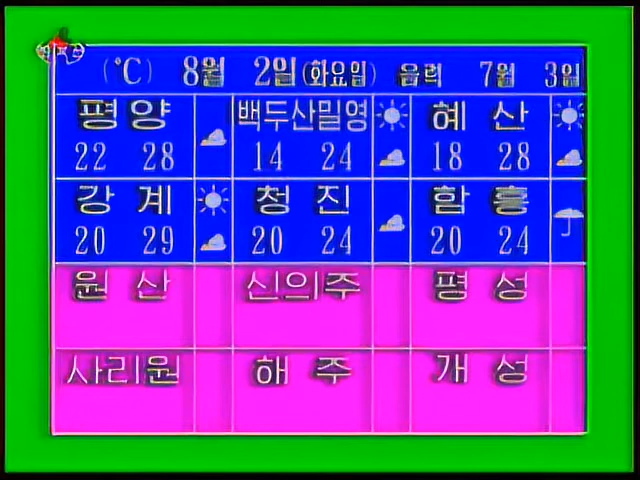 (℃) 8월 2일(화요일) 음력 7월 3일
평양 백두산밀영 혜산
22 28 14 24 18 28
강계 청진 함흥
20 29 20 24 20 24
원산 신의주 평성
사리원 해주 개성